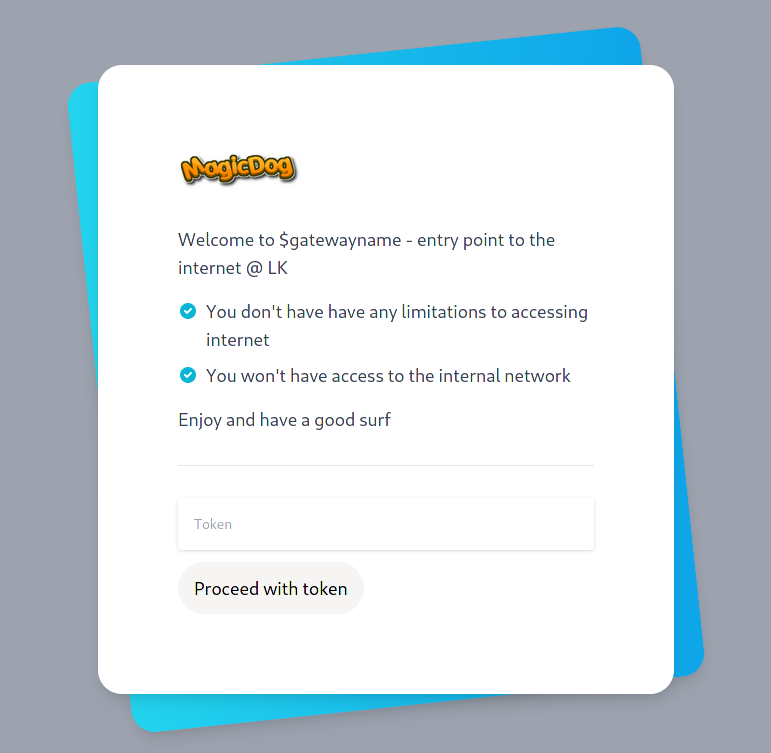 MagicDog
Welcome to $gatewayname - entry point to the
internet @ LK
You don't have have any limitations to accessing
internet
You won't have access to the internal network
Enjoy and have a good surf
Token
Proceed with token